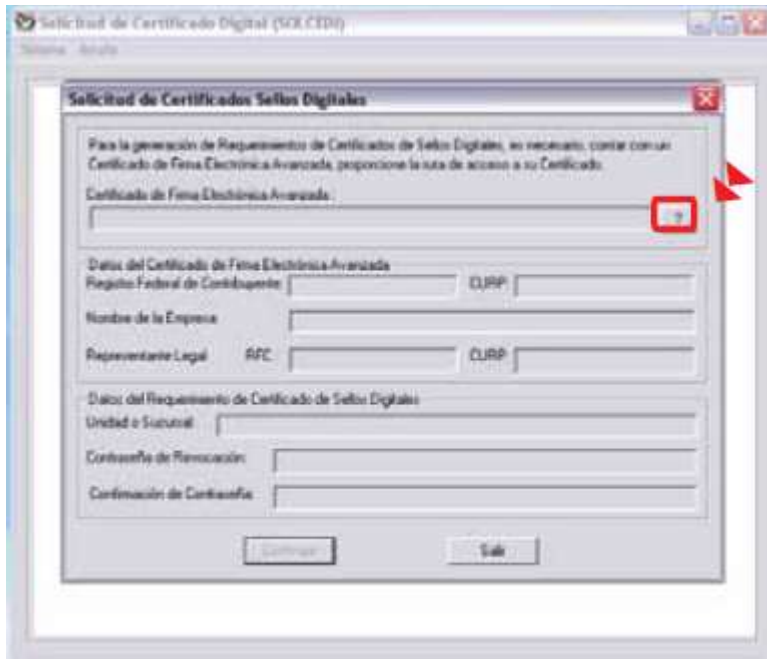 Solicitud de Certificado Digital (SOLCEDI)
Sistema Ayuda
Solicitud de Certificados Sellos Digitales
Para la generación de Requerimientos de Certificados de Sellos Digitales, es necesario, contar con un
Certificado de Firma Electrónica Avanzada, proporcione la ruta de acceso a su Certificado.
Certificado de Firma Electrónica Avanzada
?
Datos del Certificado de Firma Electrónica Avanzada
Registro Federal de Contribuyente CURP
Nombre de la Empresa
Representante Legal RFC CURP
Datos del Requerimiento de Certificado de Sellos Digitales
Unidad o Sucursal
Contraseña de Revocación
Confirmación de Contraseña
Continuar Salir